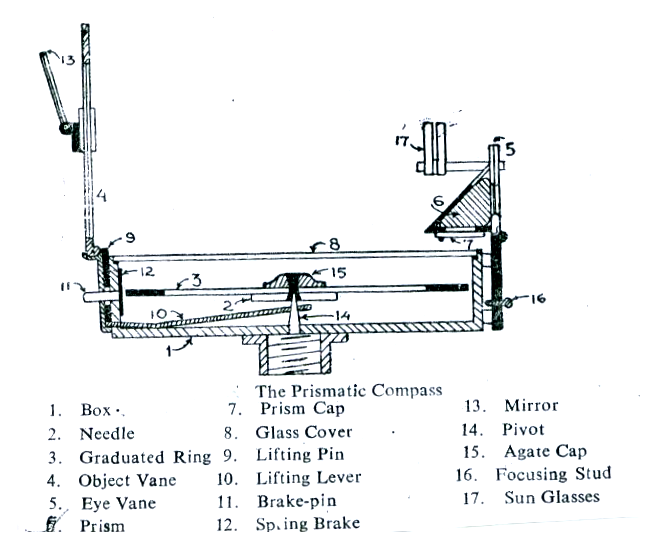 13
17
5
4
6
9
8
7
12
15
3
11
2
10
16
14
1
The Prismatic Compass
1. Box
2. Needle
3. Graduated Ring
4. Object Vane
5. Eye Vane
6. Prism
7. Prism Cap
8. Glass Cover
9. Lifting Pin
10. Lifting Lever
11. Brake-pin
12. Spring Brake
13. Mirror
14. Pivot
15. Agate Cap
16. Focusing Stud
17. Sun Glasses